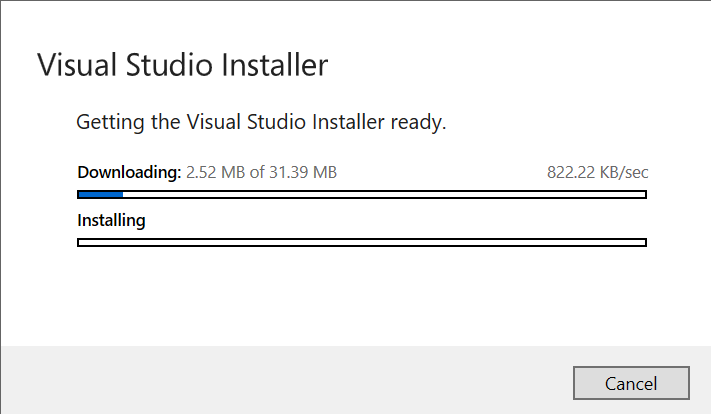 Visual Studio Installer
Getting the Visual Studio Installer ready.
Downloading: 2.52 MB of 31.39 MB 822.22 KB/sec
Installing
Cancel